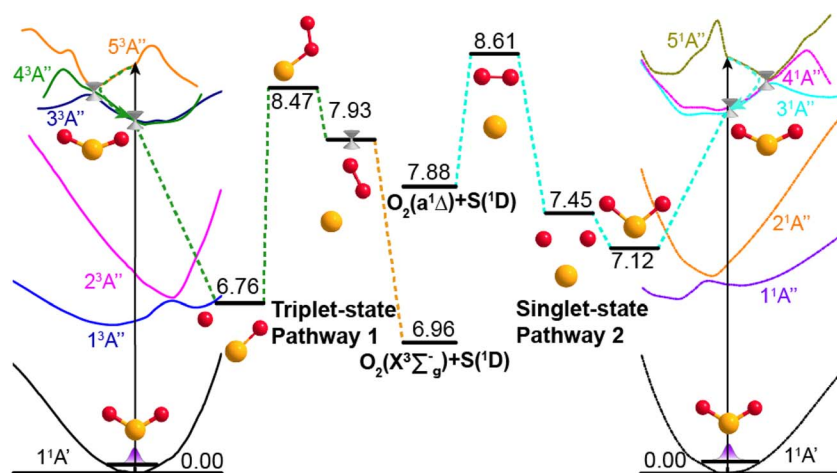 5³A''
4³A''
3³A''
2³A''
1³A''
1¹A'
0.00
6.76
8.47
7.93
Triplet-state
Pathway 1
7.88
O₂(a¹Δ)+S(¹D)
6.96
O₂(X³Σ⁻g)+S(¹D)
8.61
7.45
7.12
Singlet-state
Pathway 2
5¹A''
4¹A''
3¹A''
2¹A''
1¹A''
0.00
1¹A'